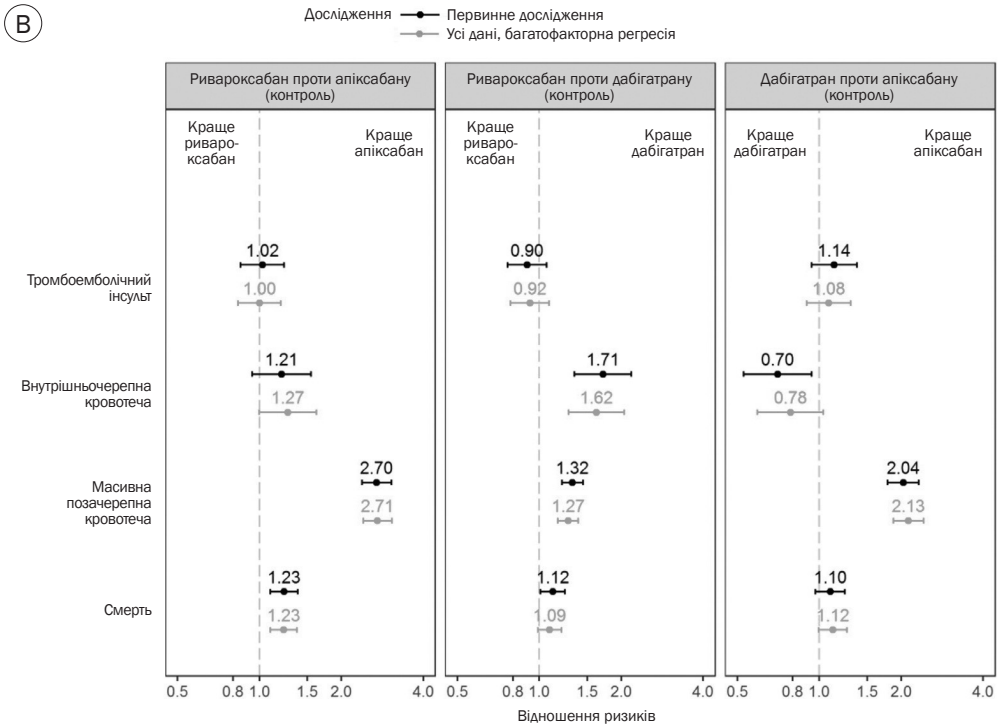 B
Дослідження
Первинне дослідження
Усі дані, багатофакторна регресія
Ривароксабан проти апіксабану
(контроль)
Ривароксабан проти дабігатрану
(контроль)
Дабігатран проти апіксабану
(контроль)
Краще
риваро-
ксабан
Краще
апіксабан
Краще
риваро-
ксабан
Краще
дабігатран
Краще
дабігатран
Краще
апіксабан
Тромбоемболічний
інсульт
1.02
1.00
0.90
0.92
1.14
1.08
Внутрішньочерепна
кровотеча
1.21
1.27
1.71
1.62
0.70
0.78
Масивна
позачерепна
кровотеча
2.70
2.71
1.32
1.27
2.04
2.13
Смерть
1.23
1.23
1.12
1.09
1.10
1.12
0.5 0.8 1.0 1.5 2.0 4.0
0.5 0.8 1.0 1.5 2.0 4.0
0.5 0.8 1.0 1.5 2.0 4.0
Відношення ризиків